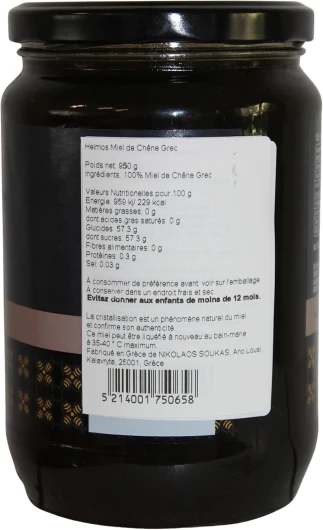 Helmos Miel de Chêne Grec
Poids net: 950 g
Ingrédients: 100% Miel de Chêne Grec
Valeurs Nutritionelles pour 100 g
Energie: 959 kj/ 229 kcal
Matières grasses: 0 g
dont acides gras saturés: 0 g
Glucides: 57.3 g
dont sucres: 57.3 g
Fibres alimentaires: 0 g
Protéines: 0.3 g
Sel: 0.03 g
À consommer de préférence avant: voir sur l'emballage
À conserver dans un endroit frais et sec
Evitez donner aux enfants de moins de 12 mois.
La cristallisation est un phénomène naturel du miel
et confirme son authenticité
Ce miel peut être liquéfié à nouveau au bain-marie
à 35-40 ° C maximum.
Fabriqué en Grèce de NIKOLAOS SOUKAS, Ano Lousi,
Kalavryta, 25001, Grèce
5 214001 750658